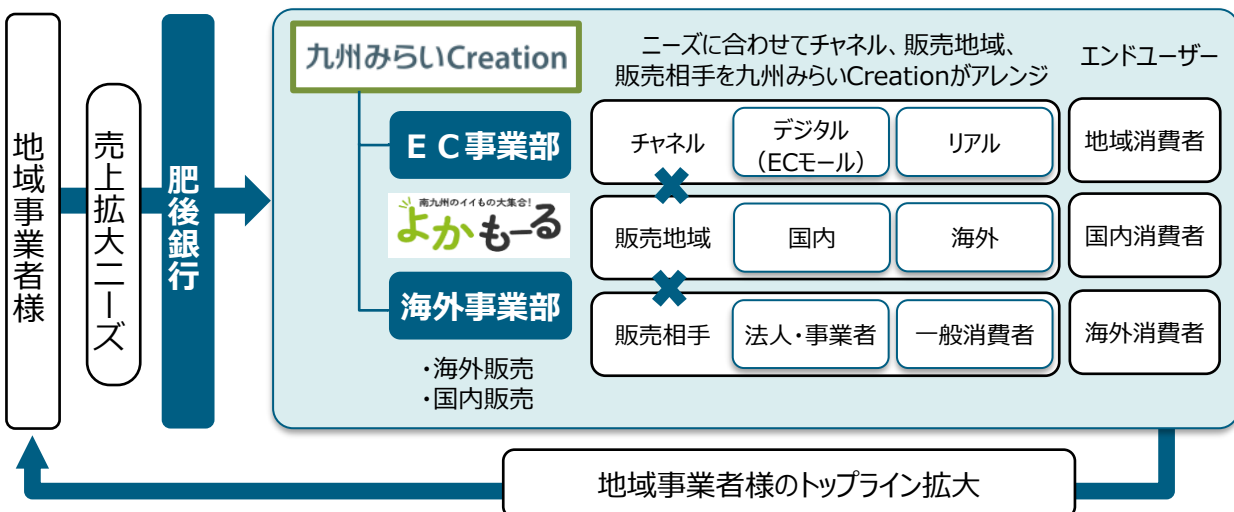 地域事業者様
売上拡大ニーズ
肥後銀行
九州みらいCreation
ニーズに合わせてチャネル、販売地域、
販売相手を九州みらいCreationがアレンジ
エンドユーザー
ＥＣ事業部
南九州のイイもの大集合!
よかもーる
海外事業部
・海外販売
・国内販売
チャネル
デジタル
（ECモール）
リアル
地域消費者
販売地域
国内
海外
国内消費者
販売相手
法人・事業者
一般消費者
海外消費者
地域事業者様のトップライン拡大